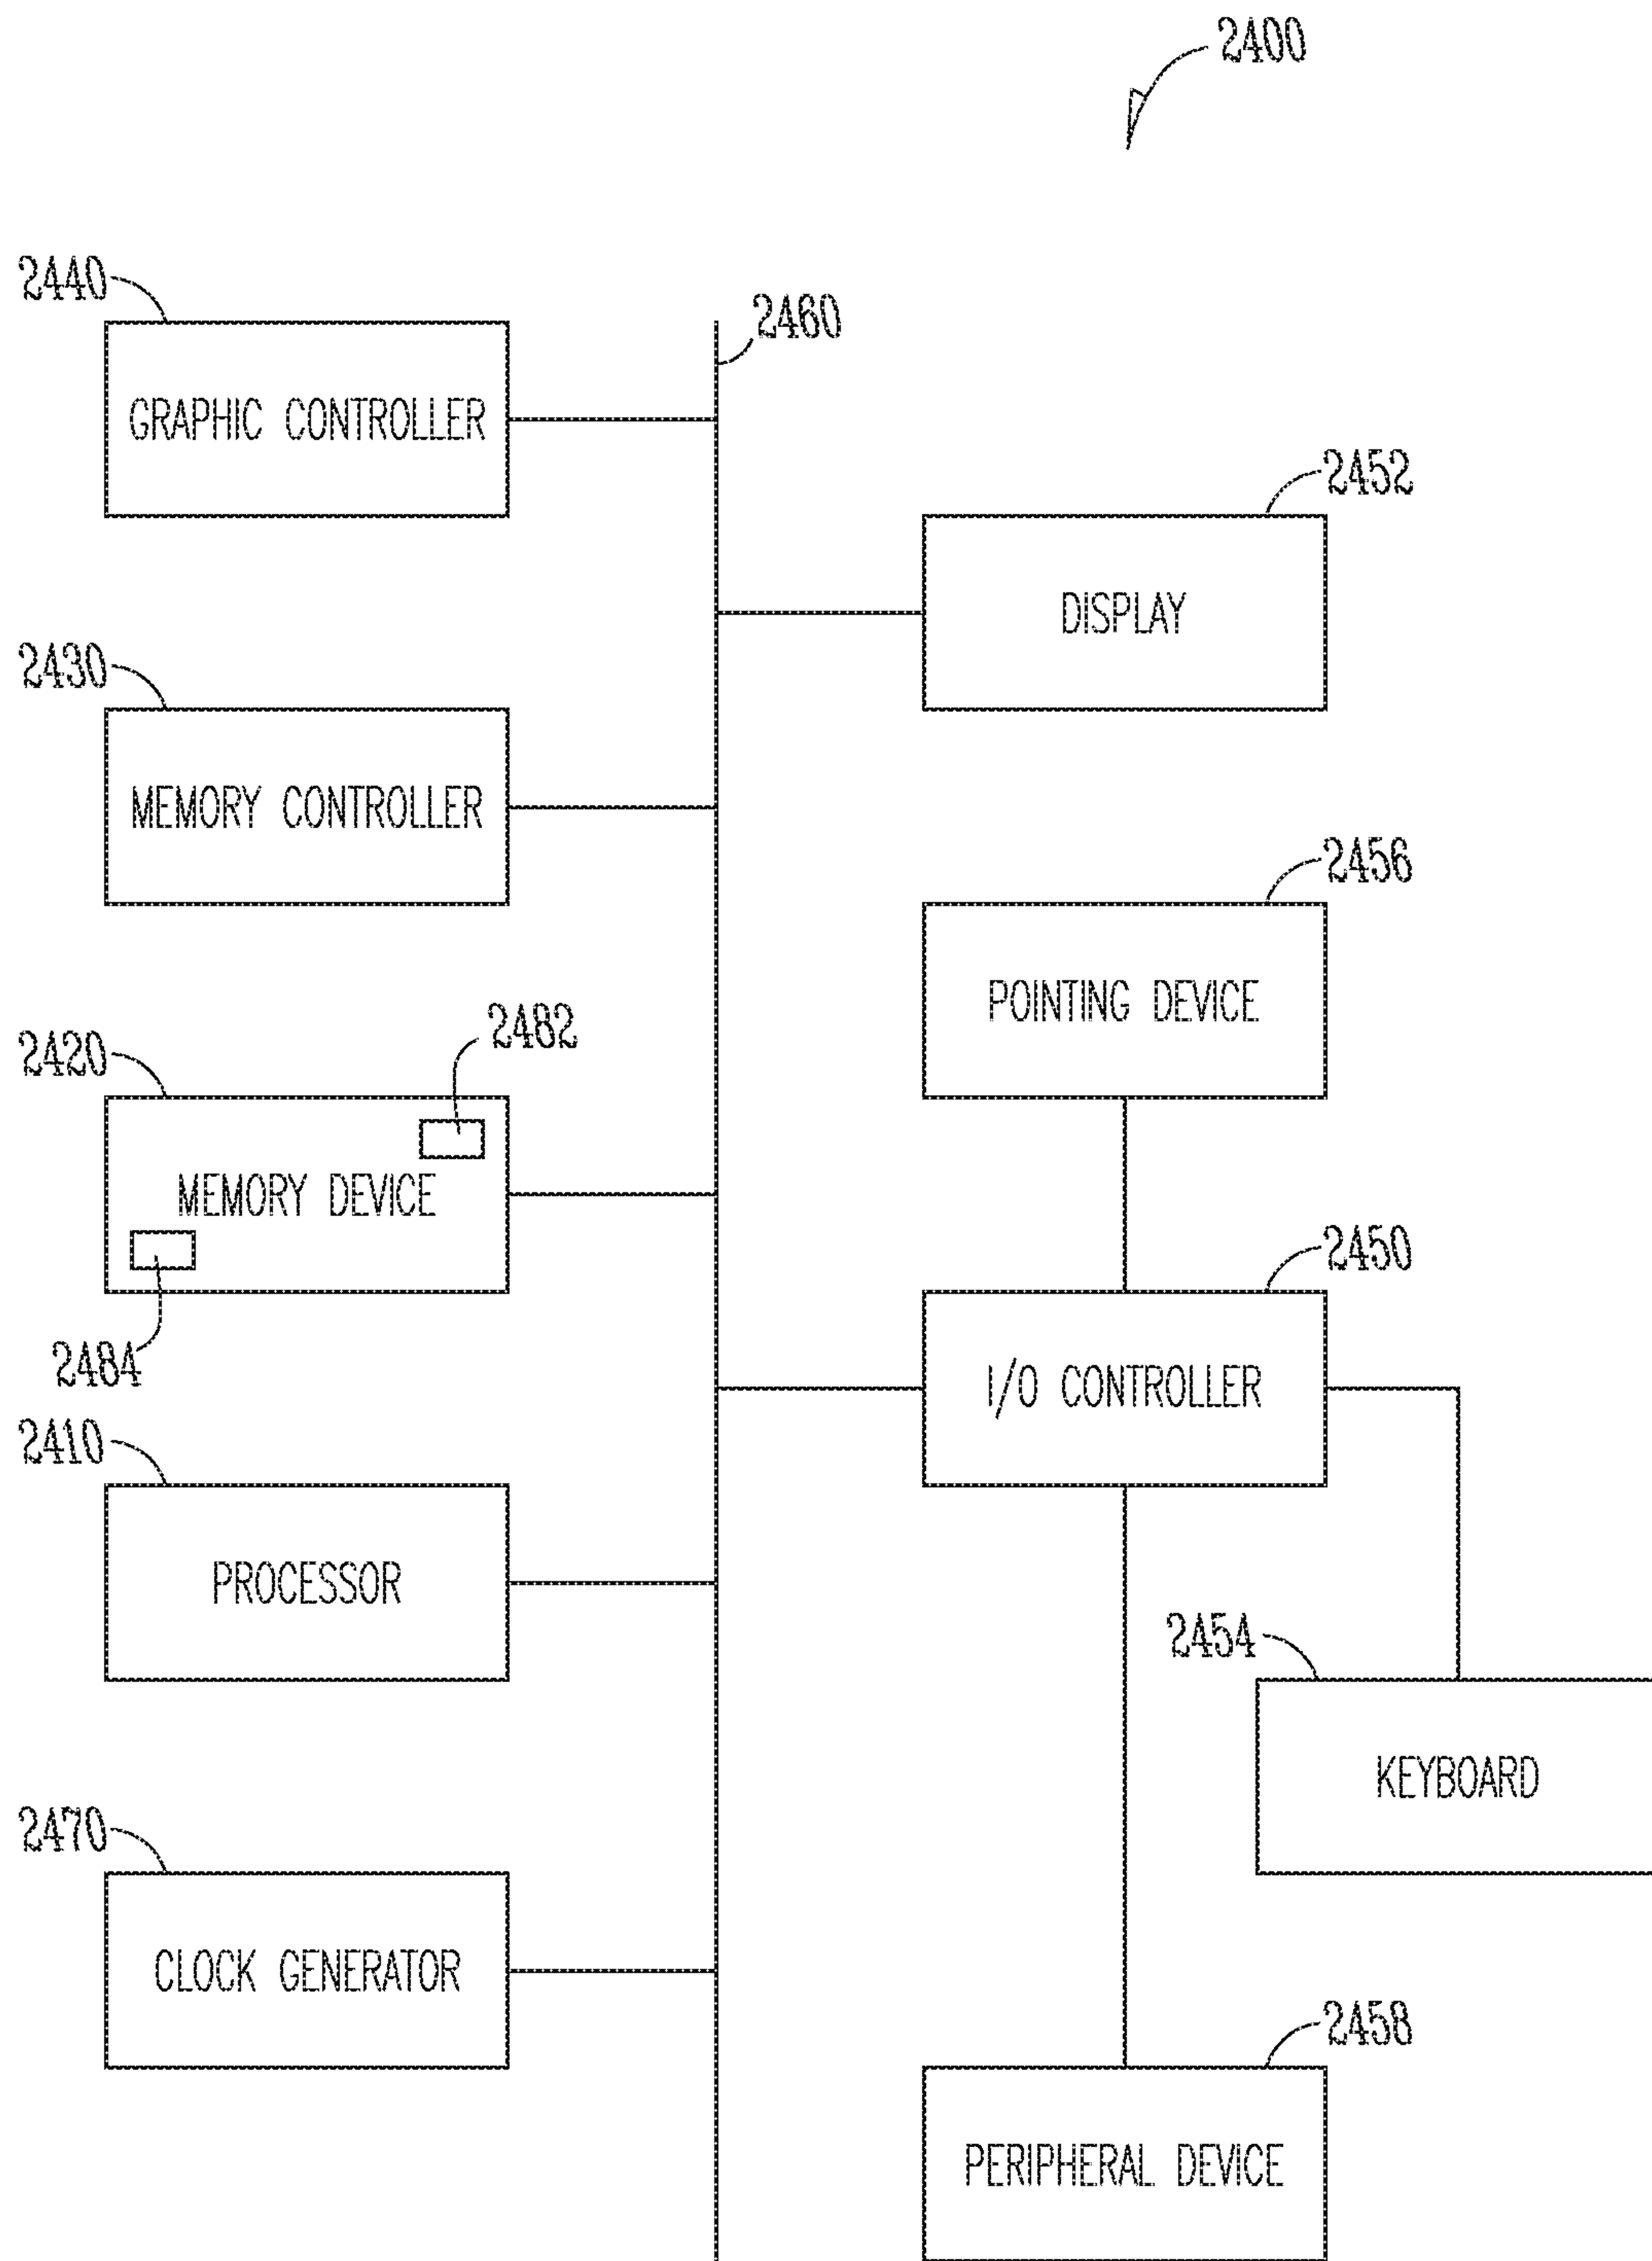 2400
2440
2460
GRAPHIC CONTROLLER
2452
DISPLAY
2430
MEMORY CONTROLLER
2456
POINTING DEVICE
2420
2482
MEMORY DEVICE
2484
2450
I/O CONTROLLER
2410
PROCESSOR
2454
KEYBOARD
2470
CLOCK GENERATOR
2458
PERIPHERAL DEVICE